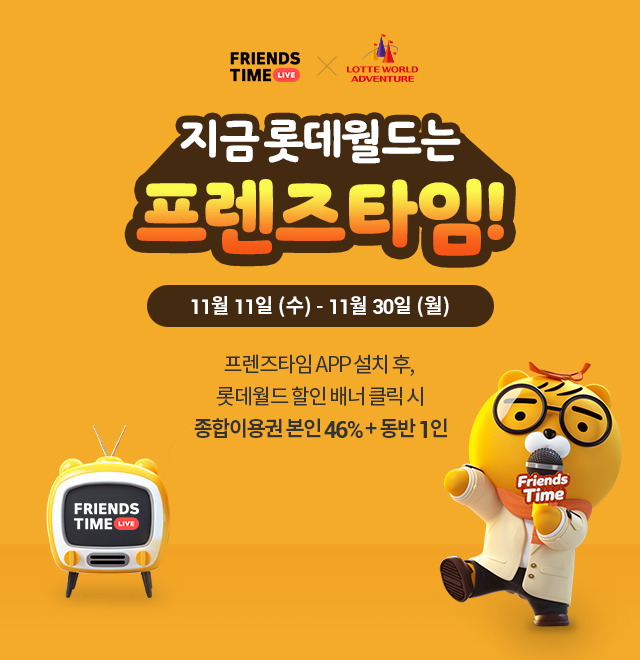 FRIENDS
TIME LIVE
×
LOTTE WORLD
ADVENTURE
지금 롯데월드는
프렌즈타임!
11월 11일 (수) - 11월 30일 (월)
프렌즈타임 APP 설치 후,
롯데월드 할인 배너 클릭 시
종합이용권 본인 46% + 동반 1인
FRIENDS
TIME LIVE
Friends
Time